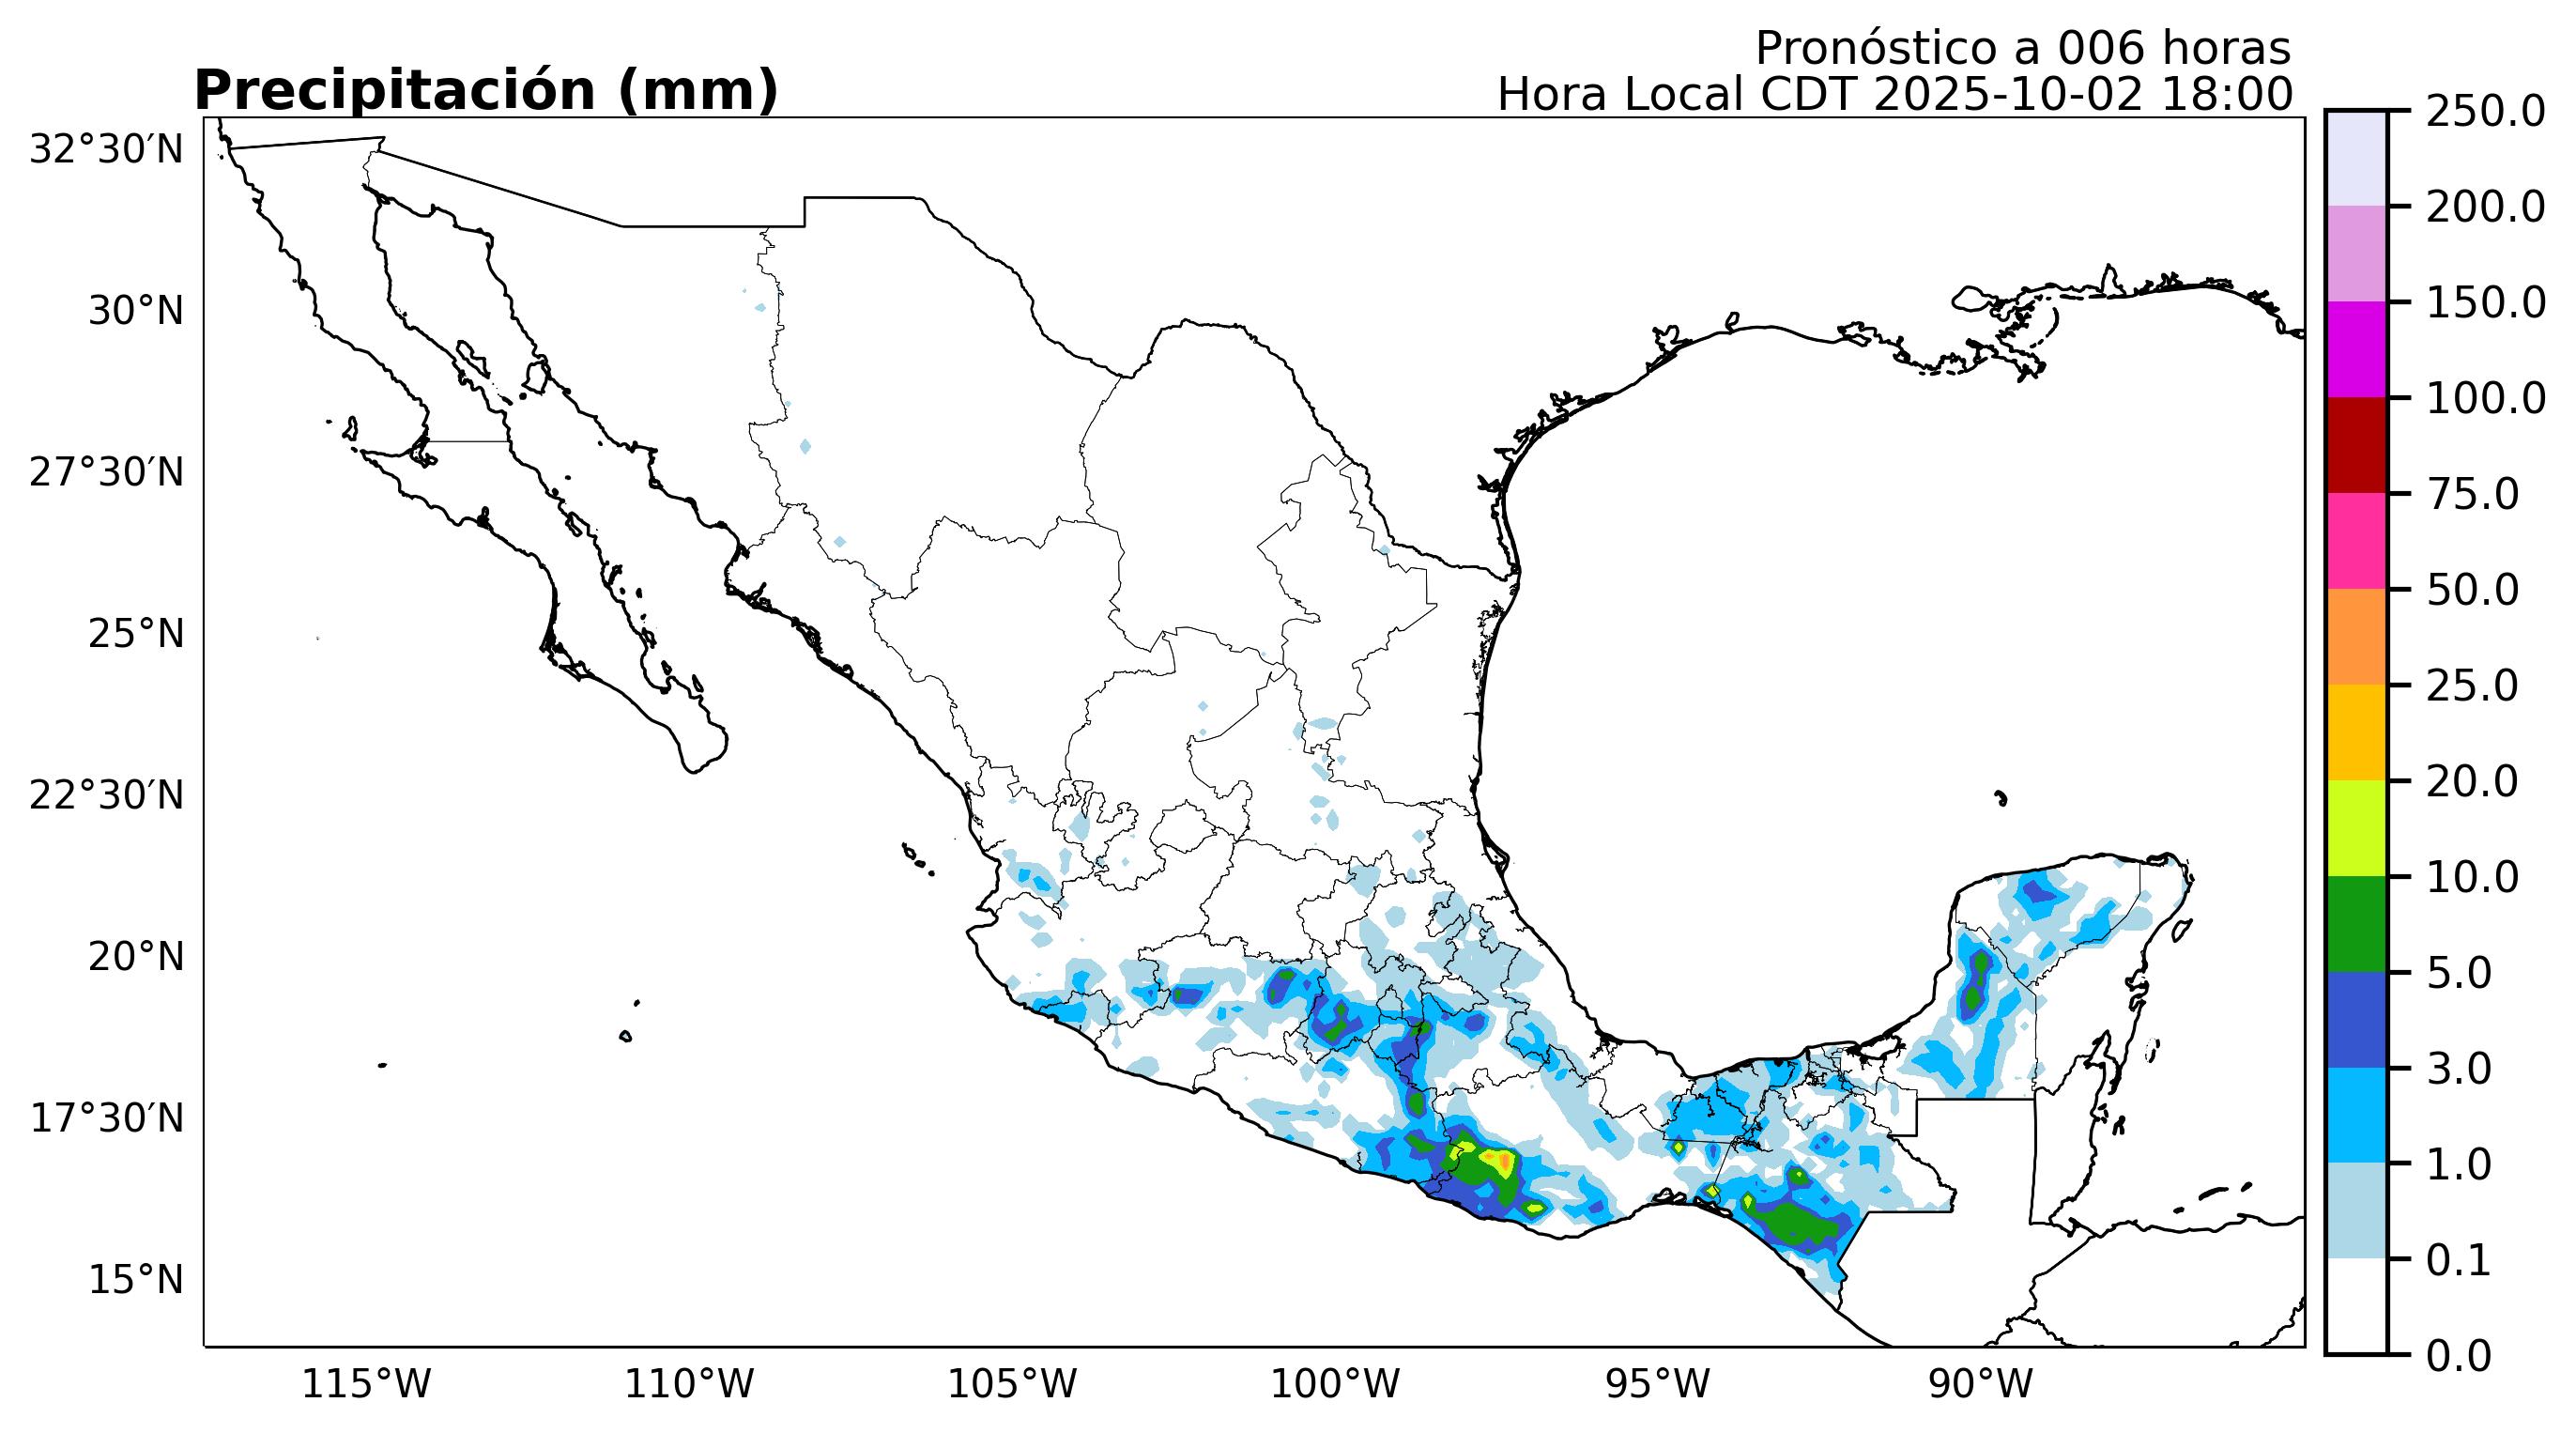 Pronóstico a 006 horas
Precipitación (mm)
Hora Local CDT 2025-10-02 18:00
32°30′N
30°N
27°30′N
25°N
22°30′N
20°N
17°30′N
15°N
115°W
110°W
105°W
100°W
95°W
90°W
250.0
200.0
150.0
100.0
75.0
50.0
25.0
20.0
10.0
5.0
3.0
1.0
0.1
0.0